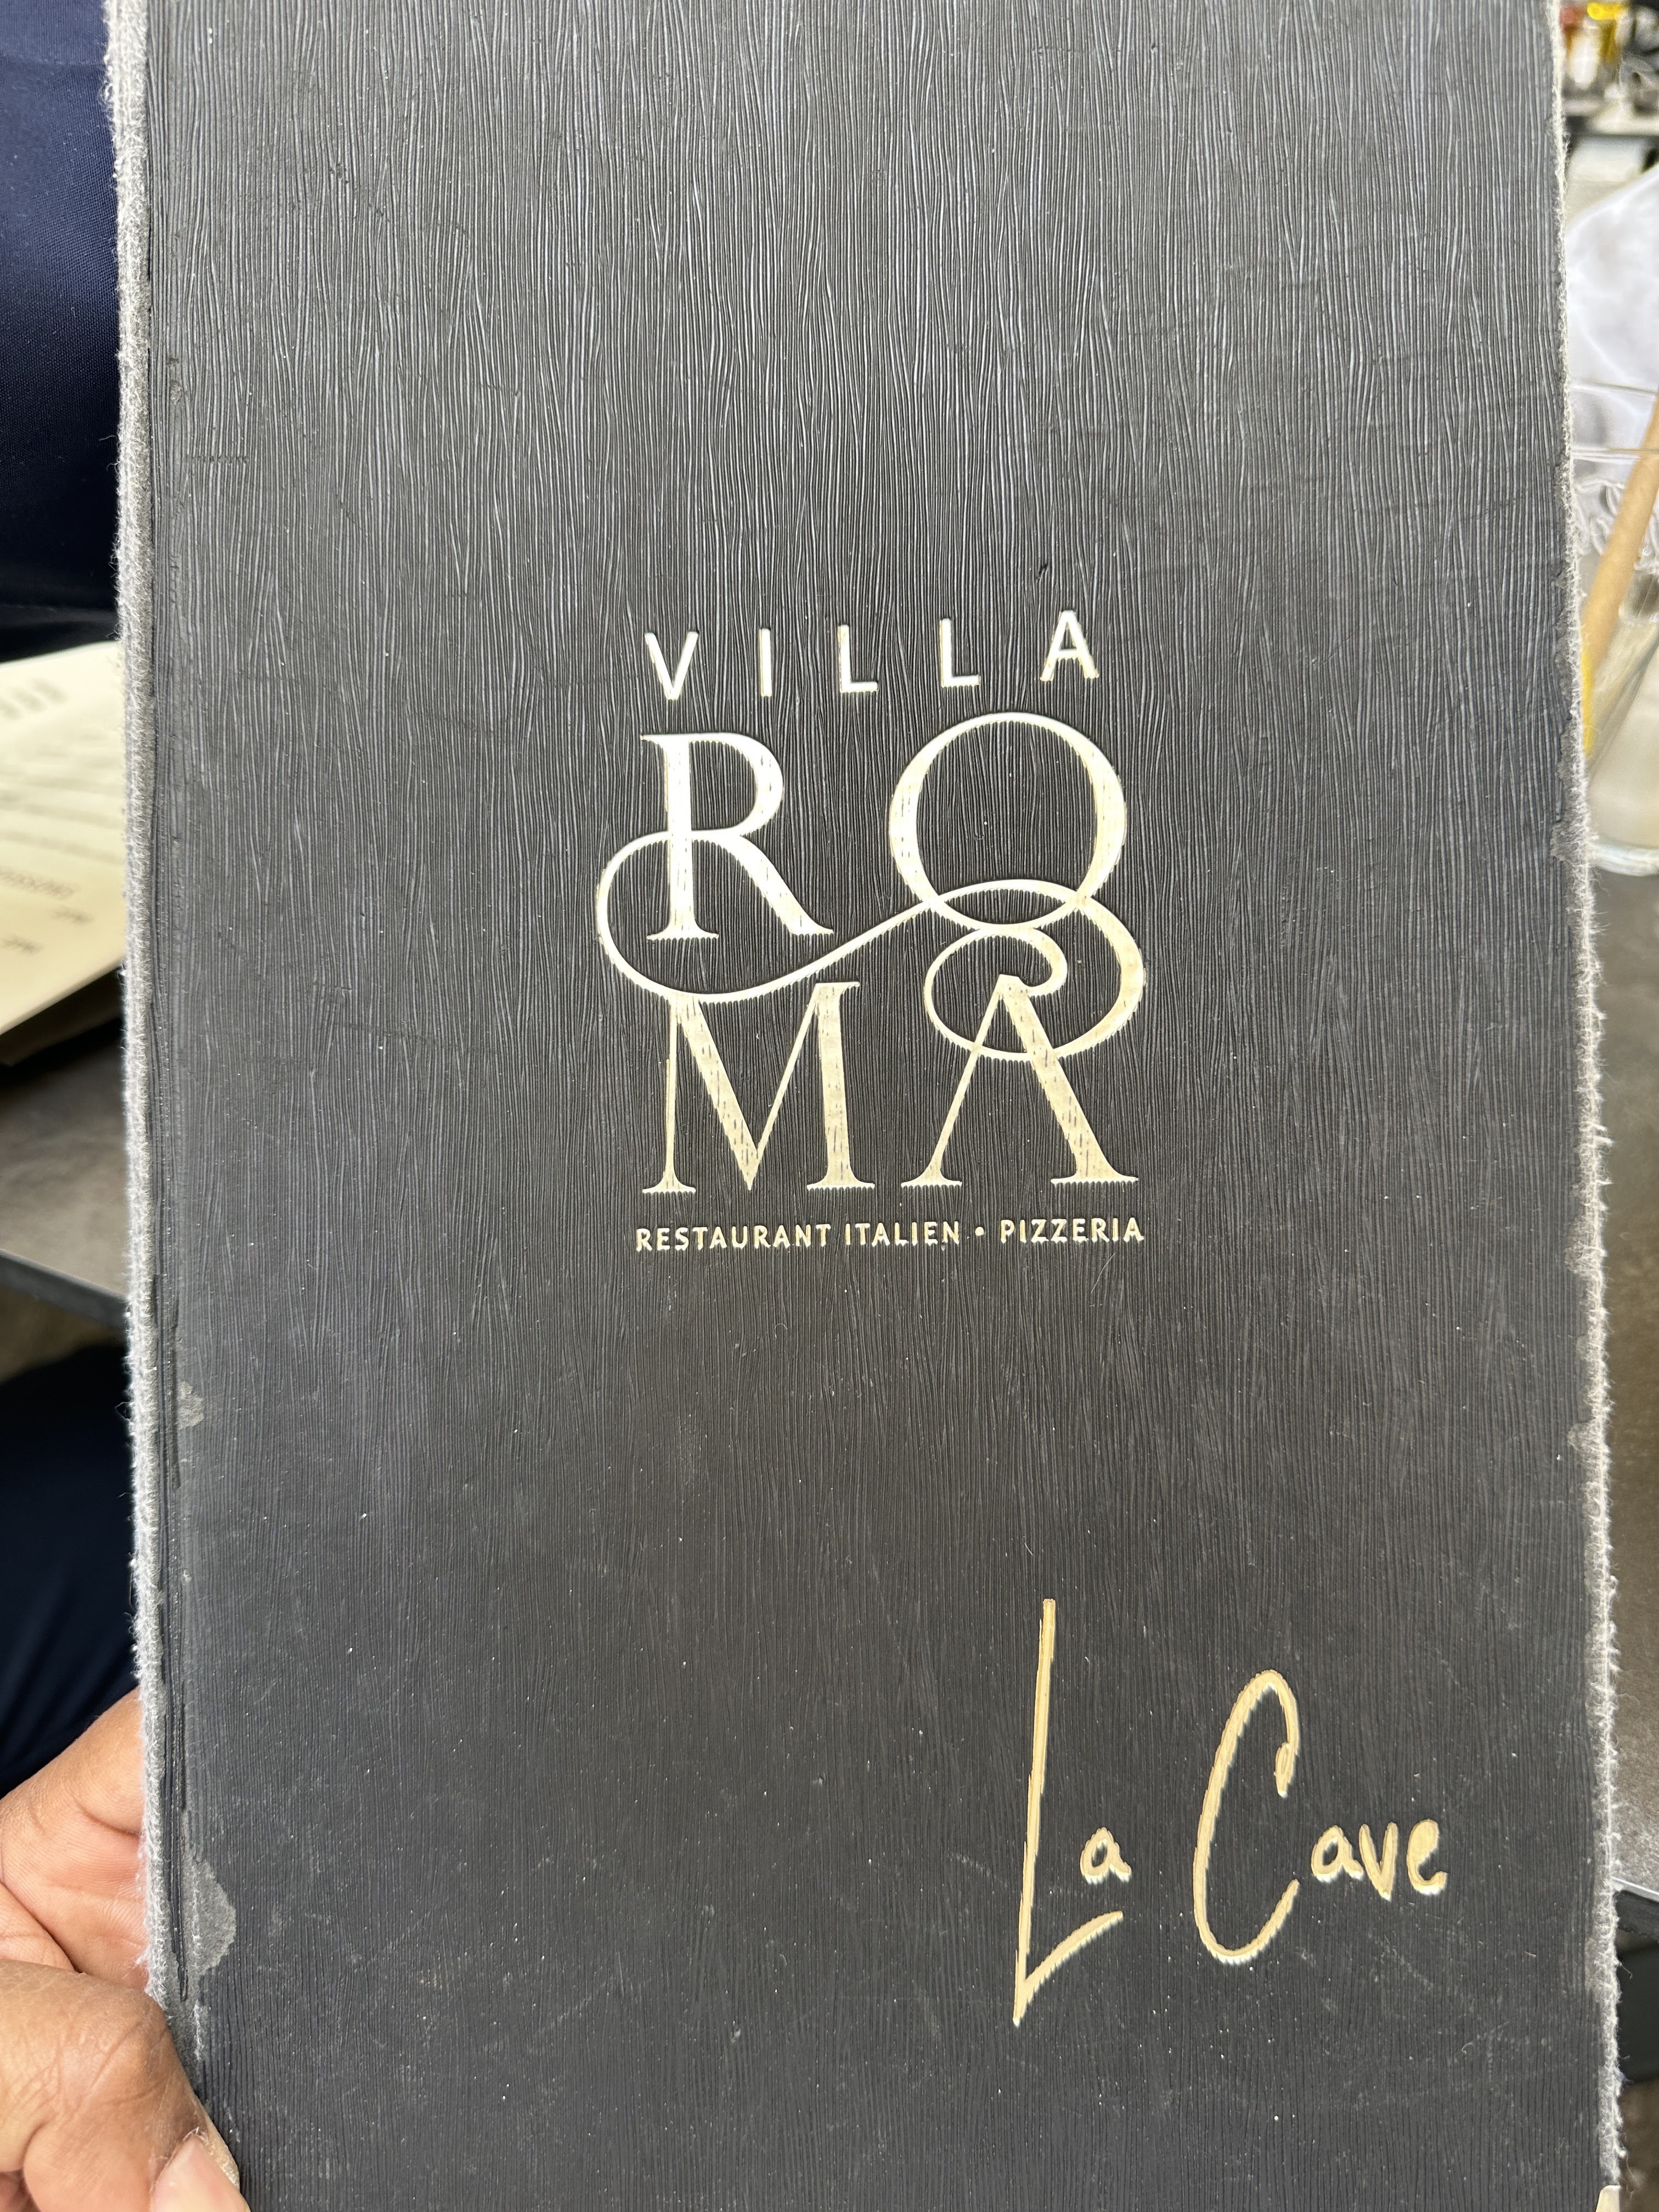 VILLA
RO
MA
RESTAURANT ITALIEN • PIZZERIA
La Cave